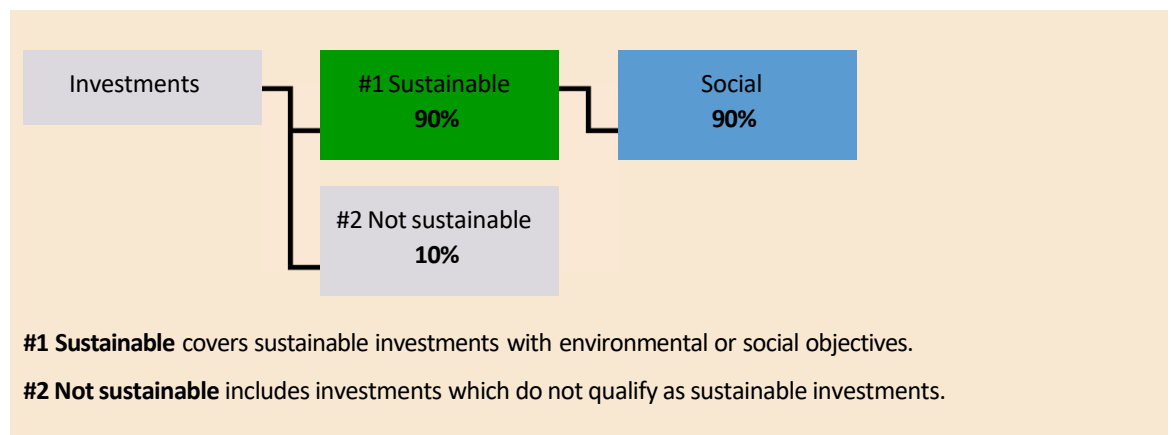 Investments
#1 Sustainable
90%
Social
90%
#2 Not sustainable
10%
#1 Sustainable covers sustainable investments with environmental or social objectives.
#2 Not sustainable includes investments which do not qualify as sustainable investments.